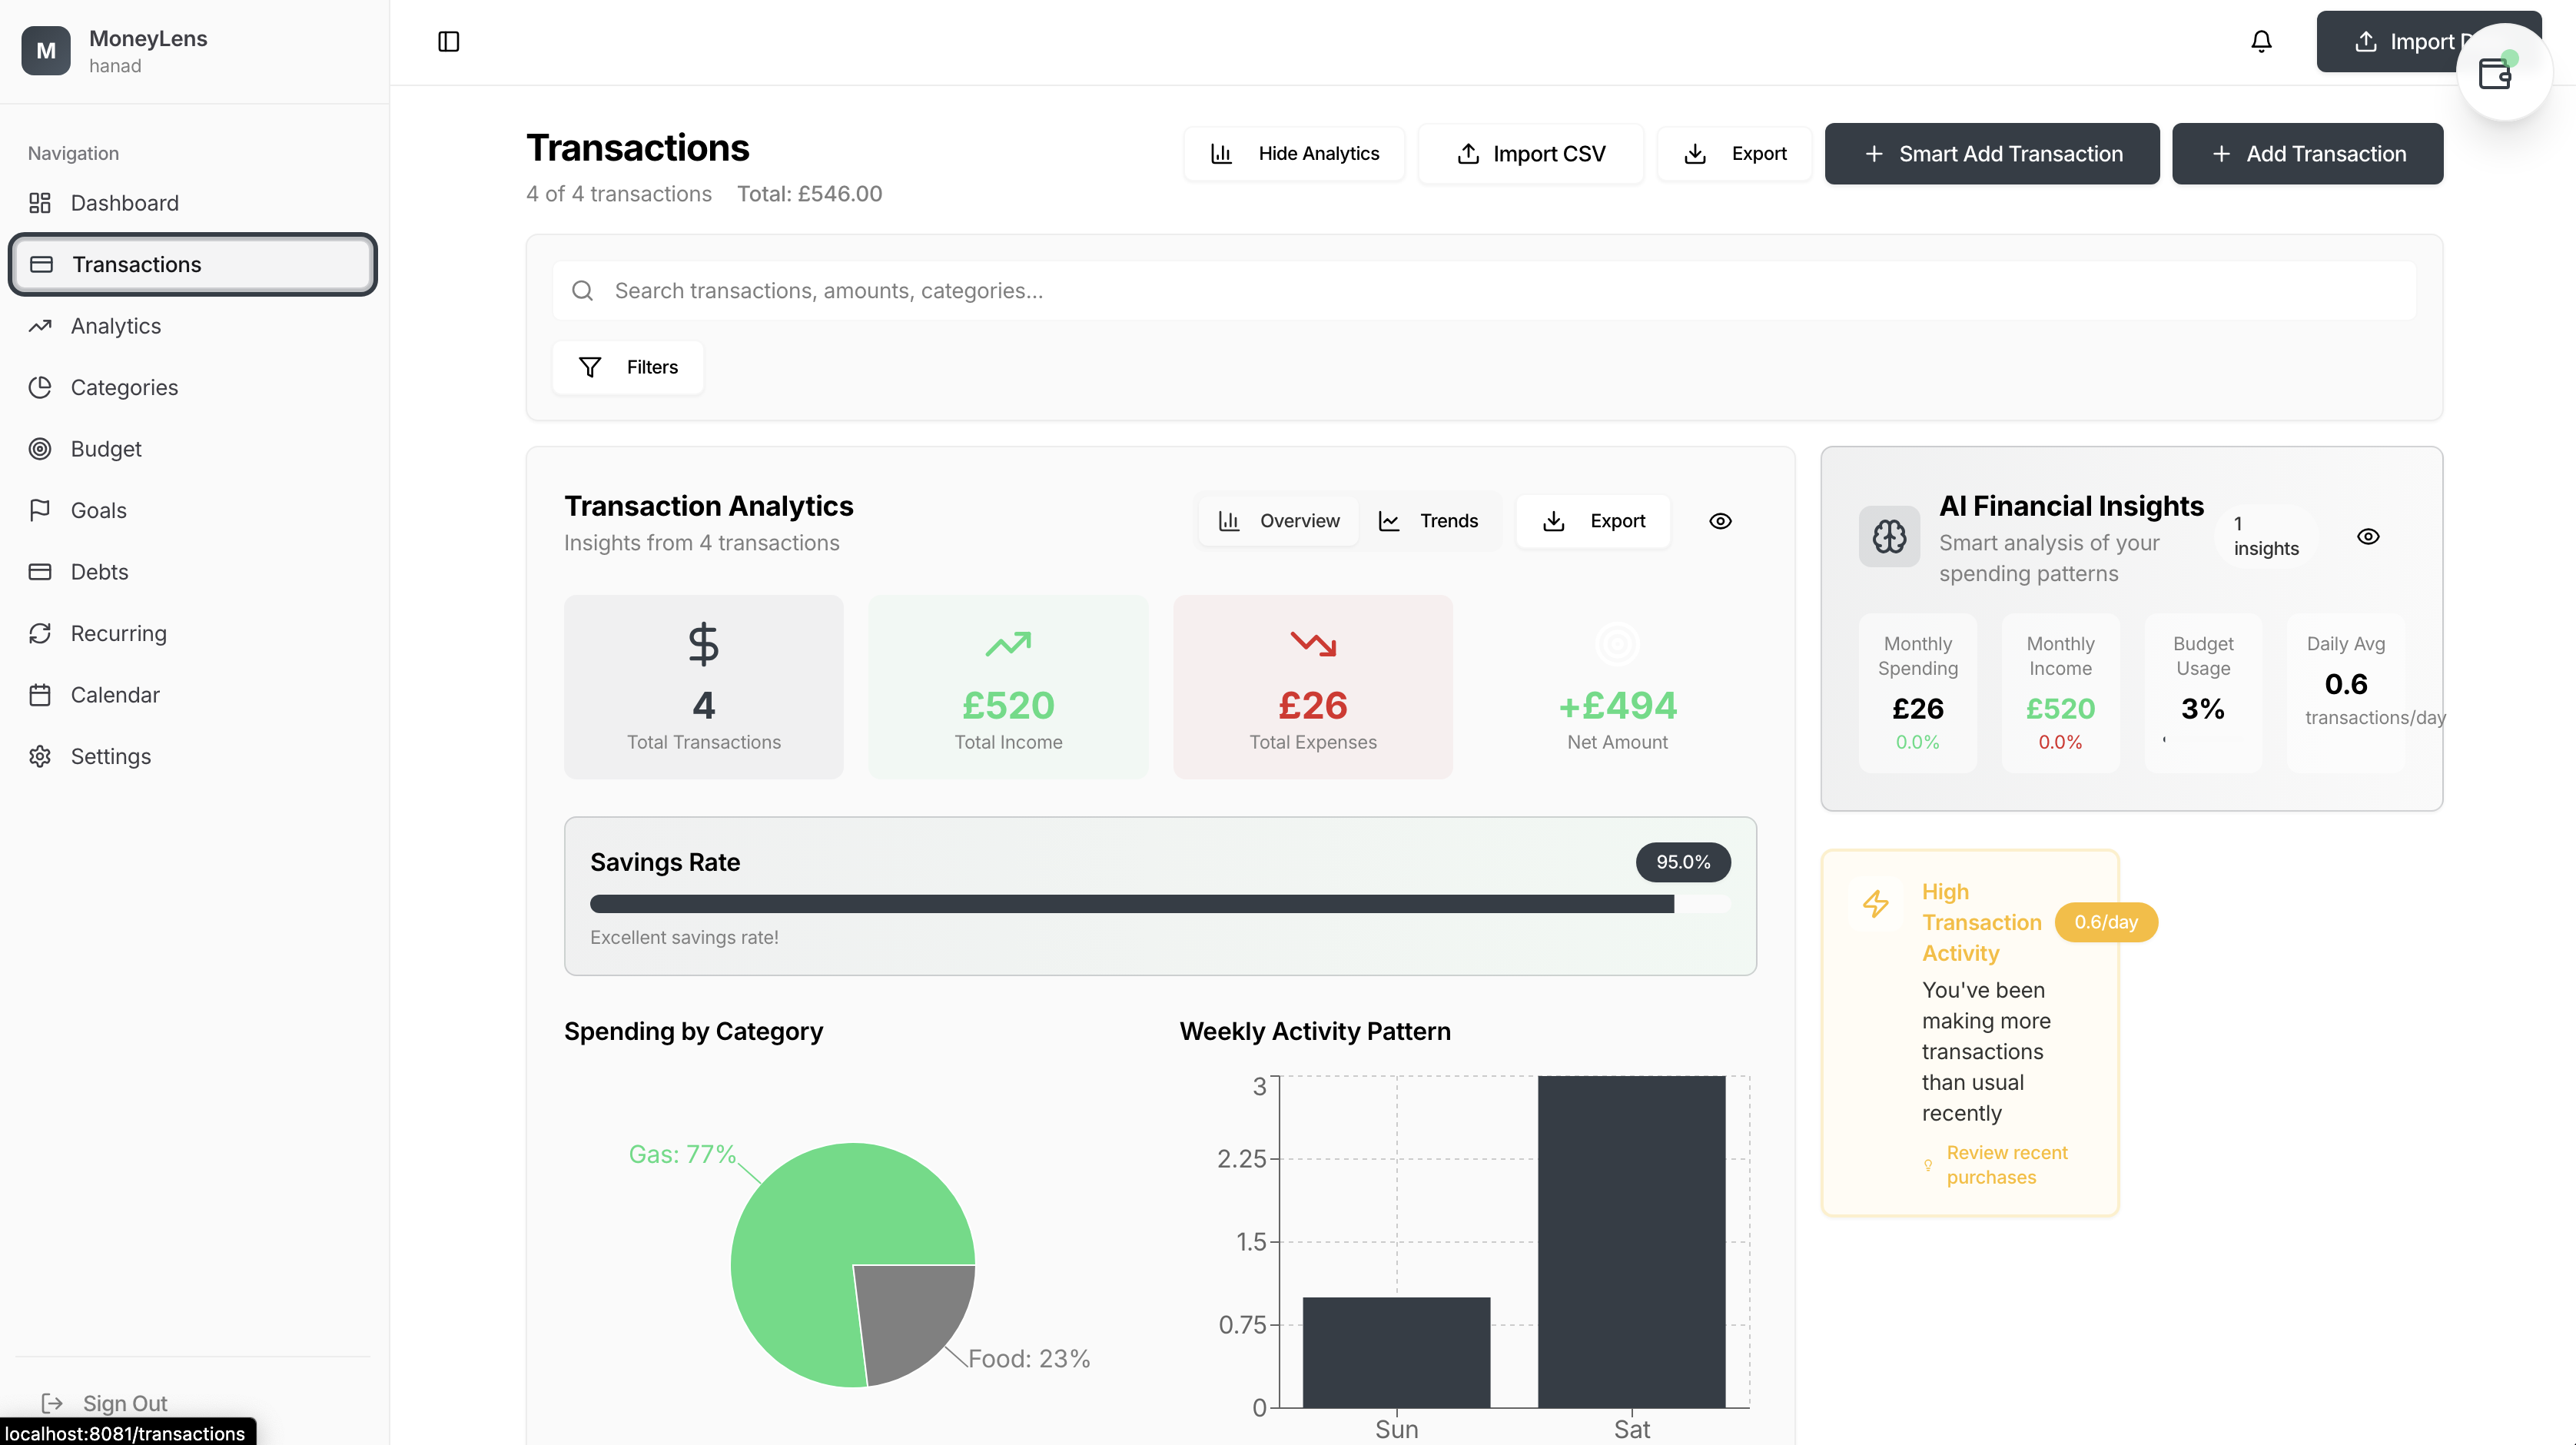 M
MoneyLens
hanad
Navigation
Dashboard
Transactions
Analytics
Categories
Budget
Goals
Debts
Recurring
Calendar
Settings
Sign Out
localhost:8081/transactions
Import
Transactions
4 of 4 transactions Total: £546.00
Hide Analytics
Import CSV
Export
Smart Add Transaction
Add Transaction
Search transactions, amounts, categories...
Filters
Transaction Analytics
Insights from 4 transactions
Overview
Trends
Export
4
Total Transactions
£520
Total Income
£26
Total Expenses
+£494
Net Amount
Savings Rate
95.0%
Excellent savings rate!
Spending by Category
Gas: 77%
Food: 23%
Weekly Activity Pattern
3
2.25
1.5
0.75
0
Sun
Sat
AI Financial Insights
Smart analysis of your
spending patterns
1
insights
Monthly
Spending
£26
0.0%
Monthly
Income
£520
0.0%
Budget
Usage
3%
Daily Avg
0.6
transactions/day
High
Transaction
Activity
0.6/day
You've been
making more
transactions
than usual
recently
Review recent
purchases